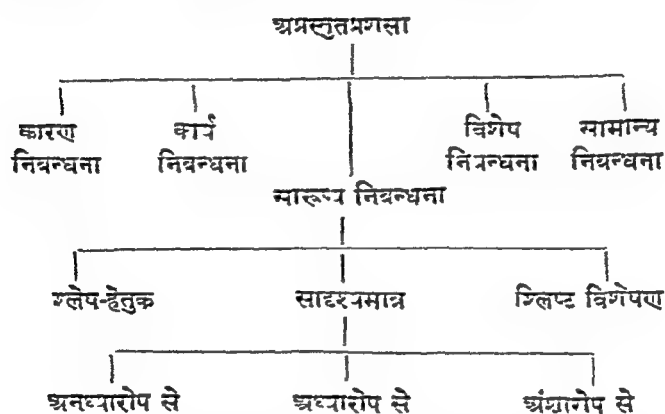 अप्रस्तुतप्रशंसा
कारण कार्य विशेष सामान्य
निबन्धना निबन्धना निबन्धना निबन्धना
सारूप्य निबन्धना
श्लेष-हेतुक सादृश्यमात्र श्लिष्ट विशेषण
अनध्यारोप से अध्यारोप से अंशारोप से